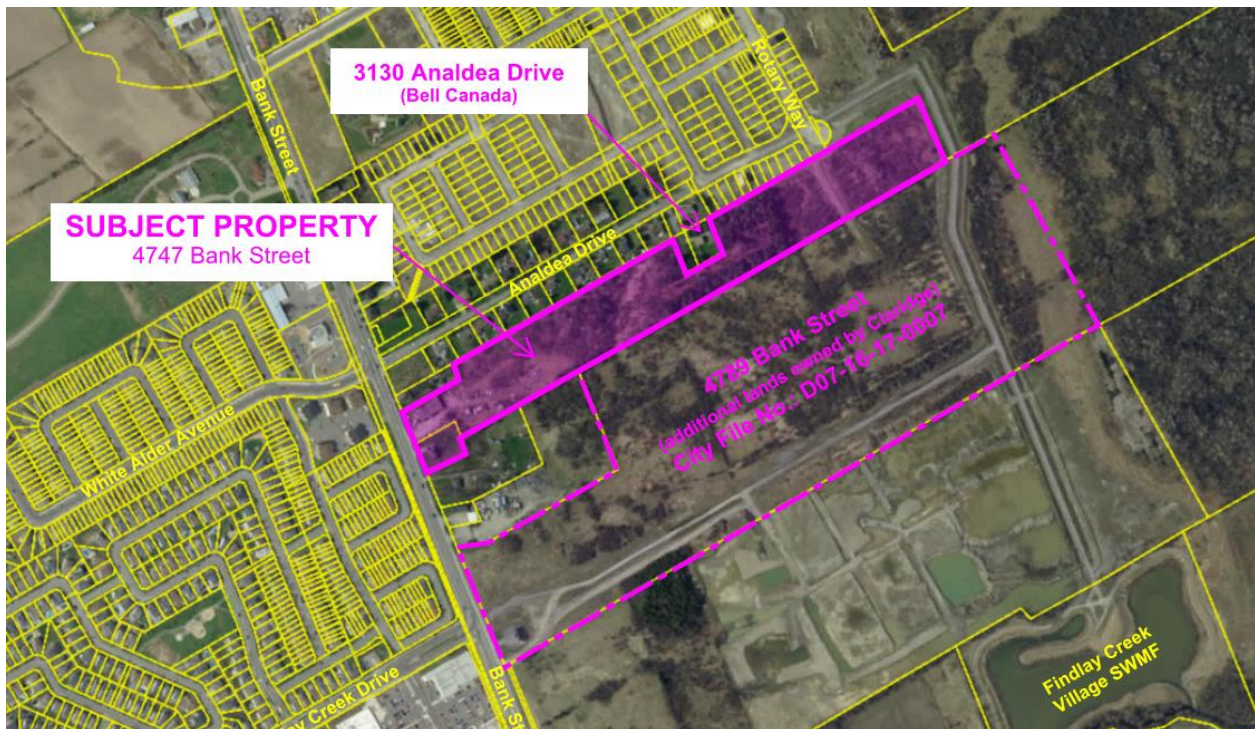 3130 Analdea Drive
(Bell Canada)
Bank Street
Rotary Way
SUBJECT PROPERTY
4747 Bank Street
Analdea Drive
4789 Bank Street
(additional lands owned by Claridge)
City File No.: D07-16-17-0007
White Alder Avenue
Creek Drive
Bank St
Findlay Creek
Village SWMF